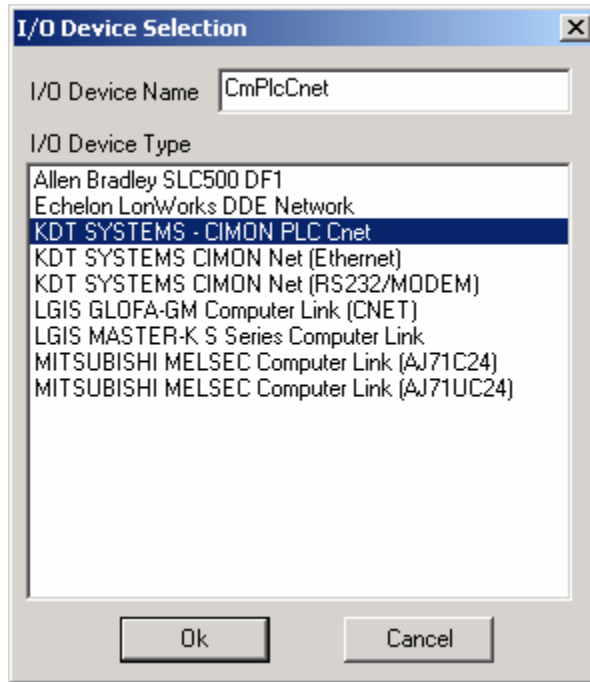 I/O Device Selection
I/O Device Name CmPlcCnet
I/O Device Type
Allen Bradley SLC500 DF1
Echelon LonWorks DDE Network
KDT SYSTEMS - CIMON PLC Cnet
KDT SYSTEMS CIMON Net (Ethernet)
KDT SYSTEMS CIMON Net (RS232/MODEM)
LGIS GLOFA-GM Computer Link (CNET)
LGIS MASTER-K S Series Computer Link
MITSUBISHI MELSEC Computer Link (AJ71C24)
MITSUBISHI MELSEC Computer Link (AJ71UC24)
Ok Cancel